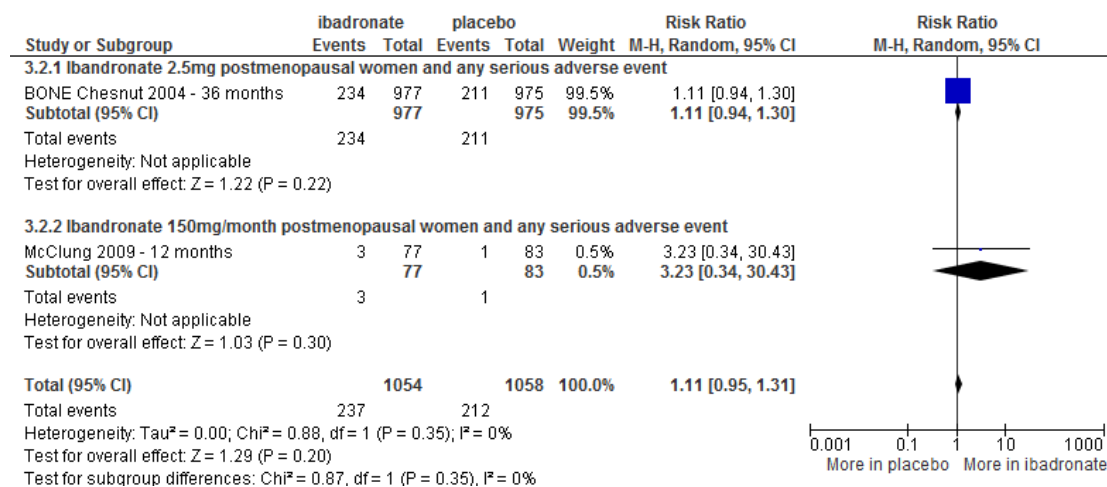 ibadronate placebo Risk Ratio Risk Ratio
Study or Subgroup Events Total Events Total Weight M-H, Random, 95% CI M-H, Random, 95% CI
3.2.1 Ibandronate 2.5mg postmenopausal women and any serious adverse event
BONE Chesnut 2004 - 36 months 234 977 211 975 99.5% 1.11 [0.94, 1.30]
Subtotal (95% CI) 977 975 99.5% 1.11 [0.94, 1.30]
Total events 234 211
Heterogeneity: Not applicable
Test for overall effect: Z = 1.22 (P = 0.22)
3.2.2 Ibandronate 150mg/month postmenopausal women and any serious adverse event
McClung 2009 - 12 months 3 77 1 83 0.5% 3.23 [0.34, 30.43]
Subtotal (95% CI) 77 83 0.5% 3.23 [0.34, 30.43]
Total events 3 1
Heterogeneity: Not applicable
Test for overall effect: Z = 1.03 (P = 0.30)
Total (95% CI) 1054 1058 100.0% 1.11 [0.95, 1.31]
Total events 237 212
Heterogeneity: Tau² = 0.00; Chi² = 0.88, df = 1 (P = 0.35); I² = 0%
Test for overall effect: Z = 1.29 (P = 0.20)
Test for subgroup differences: Chi² = 0.87, df = 1 (P = 0.35), I² = 0%
0.001 0.1 1 10 1000
More in placebo More in ibadronate